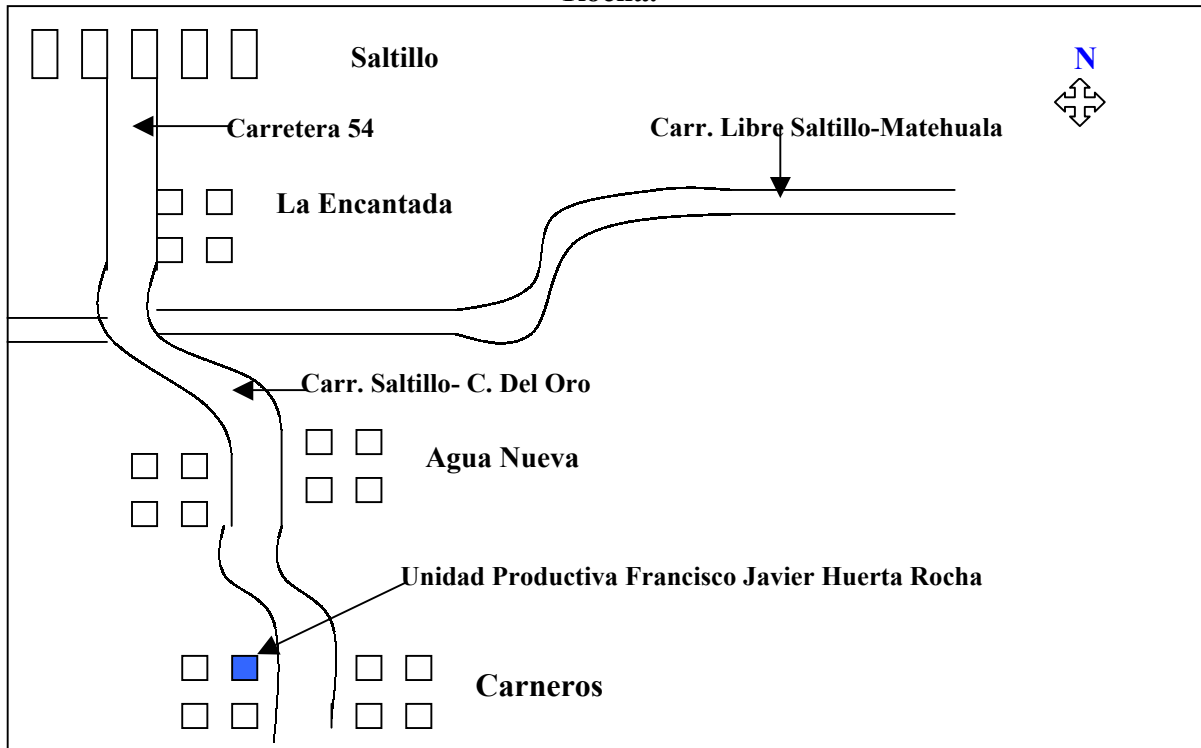 Saltillo
N
Carretera 54
Carr. Libre Saltillo-Matehuala
La Encantada
Carr. Saltillo- C. Del Oro
Agua Nueva
Unidad Productiva Francisco Javier Huerta Rocha
Carneros